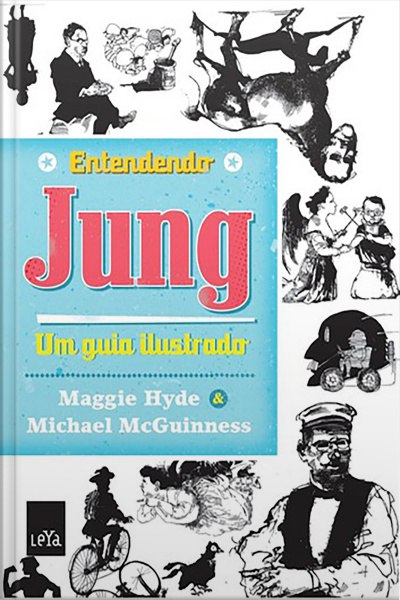 Entendendo
Jung
Um guia ilustrado
Maggie Hyde &
Michael McGuinness
LeYa